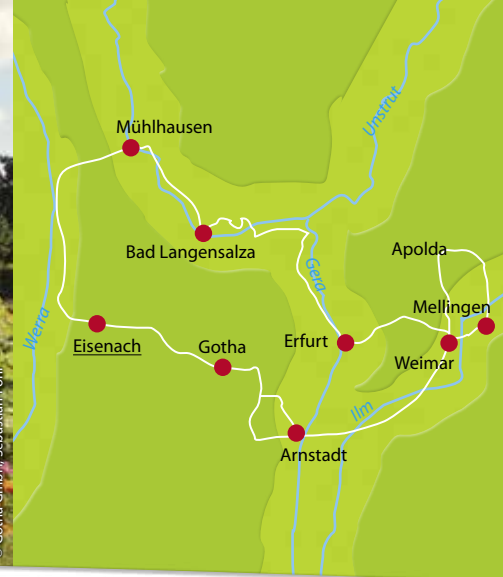 Mühlhausen
Unstrut
Bad Langensalza
Gera
Apolda
Mellingen
Werra
Eisenach
Gotha
Erfurt
Weimar
Ilm
Arnstadt